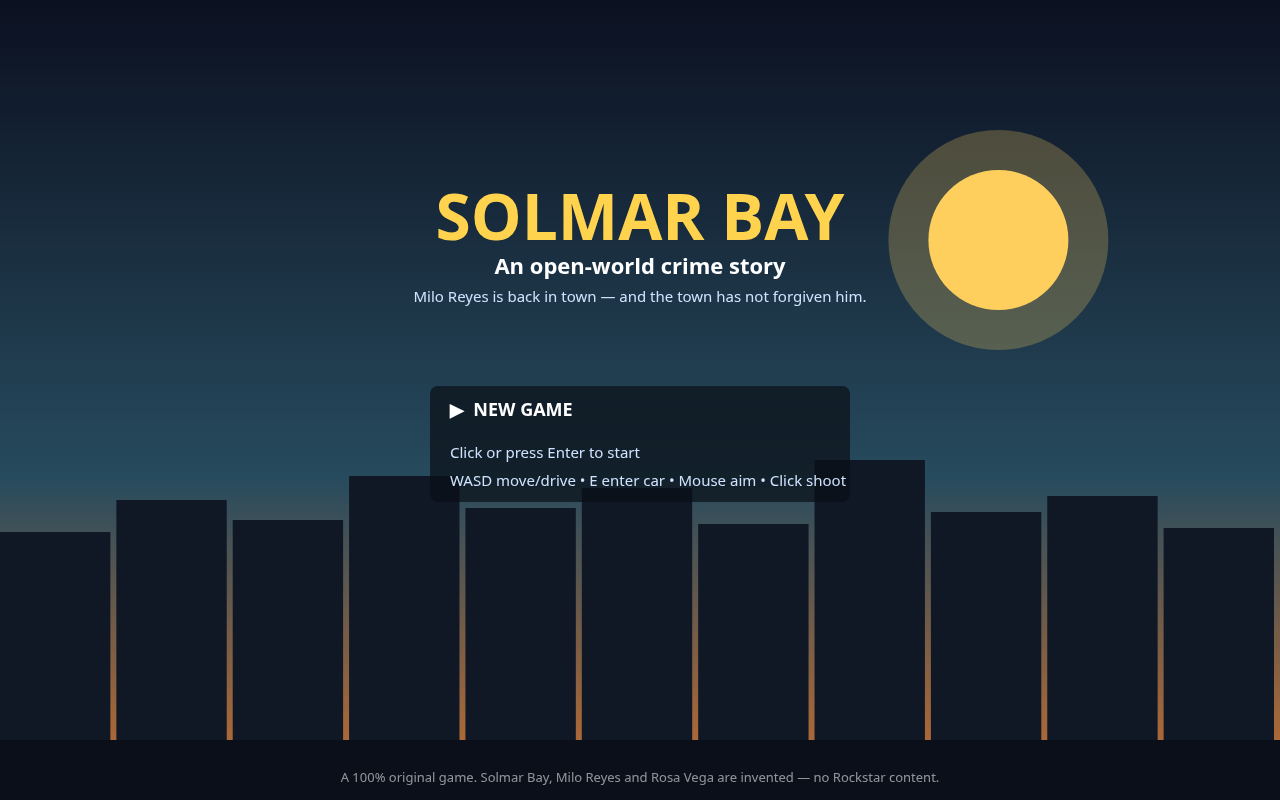 SOLMAR BAY
An open-world crime story
Milo Reyes is back in town — and the town has not forgiven him.
▶ NEW GAME
Click or press Enter to start
WASD move/drive • E enter car • Mouse aim • Click shoot
A 100% original game. Solmar Bay, Milo Reyes and Rosa Vega are invented — no Rockstar content.